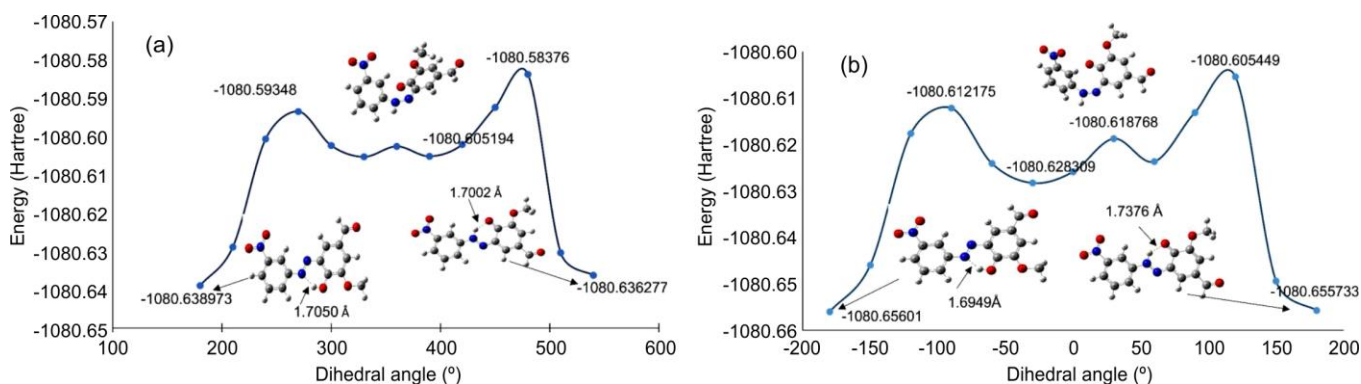 (a)
Energy (Hartree)
-1080.57
-1080.58
-1080.59
-1080.60
-1080.61
-1080.62
-1080.63
-1080.64
-1080.65
-1080.59348
-1080.58376
-1080.605194
1.7002 Å
1.7050 Å
-1080.638973
-1080.636277
100 200 300 400 500 600
Dihedral angle (º)
(b)
Energy (Hartree)
-1080.60
-1080.61
-1080.62
-1080.63
-1080.64
-1080.65
-1080.66
-1080.612175
-1080.605449
-1080.618768
-1080.628309
1.7376 Å
1.6949Å
-1080.65601
-1080.655733
-200 -150 -100 -50 0 50 100 150 200
Dihedral angle (º)